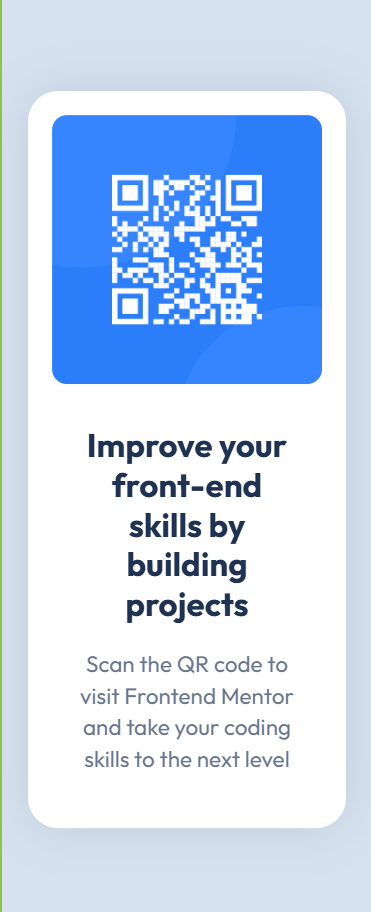 Improve your
front-end
skills by
building
projects
Scan the QR code to
visit Frontend Mentor
and take your coding
skills to the next level